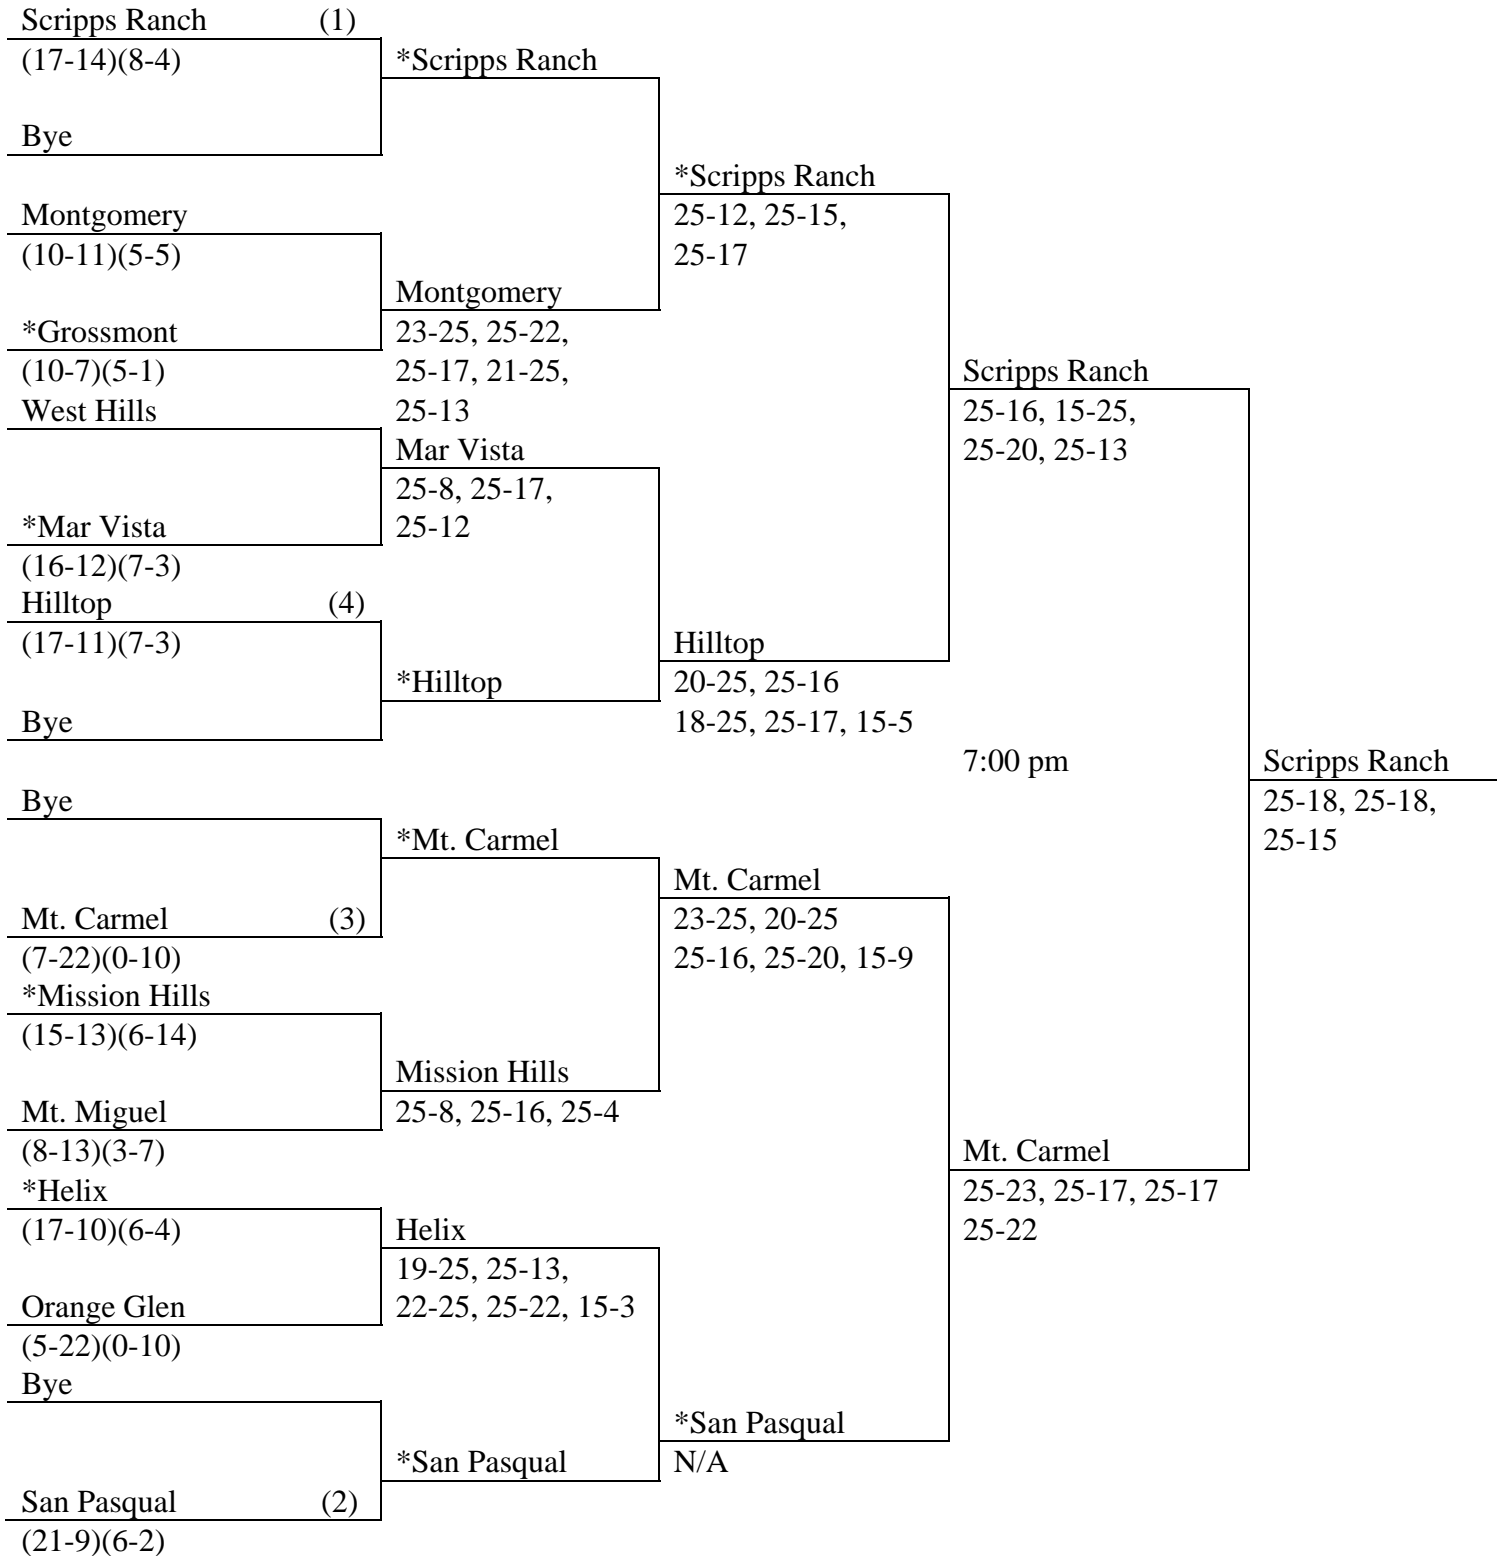 Scripps Ranch (1)
(17-14)(8-4)
Bye
Montgomery
(10-11)(5-5)
*Grossmont
(10-7)(5-1)
West Hills
*Mar Vista
(16-12)(7-3)
Hilltop (4)
(17-11)(7-3)
Bye
Bye
Mt. Carmel (3)
(7-22)(0-10)
*Mission Hills
(15-13)(6-14)
Mt. Miguel
(8-13)(3-7)
*Helix
(17-10)(6-4)
Orange Glen
(5-22)(0-10)
Bye
San Pasqual (2)
(21-9)(6-2)
*Scripps Ranch
Montgomery
23-25, 25-22,
25-17, 21-25,
25-13
Mar Vista
25-8, 25-17,
25-12
*Hilltop
*Mt. Carmel
Mission Hills
25-8, 25-16, 25-4
Helix
19-25, 25-13,
22-25, 25-22, 15-3
*San Pasqual
*Scripps Ranch
25-12, 25-15,
25-17
Hilltop
20-25, 25-16
18-25, 25-17, 15-5
Mt. Carmel
23-25, 20-25
25-16, 25-20, 15-9
*San Pasqual
N/A
Scripps Ranch
25-16, 15-25,
25-20, 25-13
7:00 pm
Mt. Carmel
25-23, 25-17, 25-17
25-22
Scripps Ranch
25-18, 25-18,
25-15